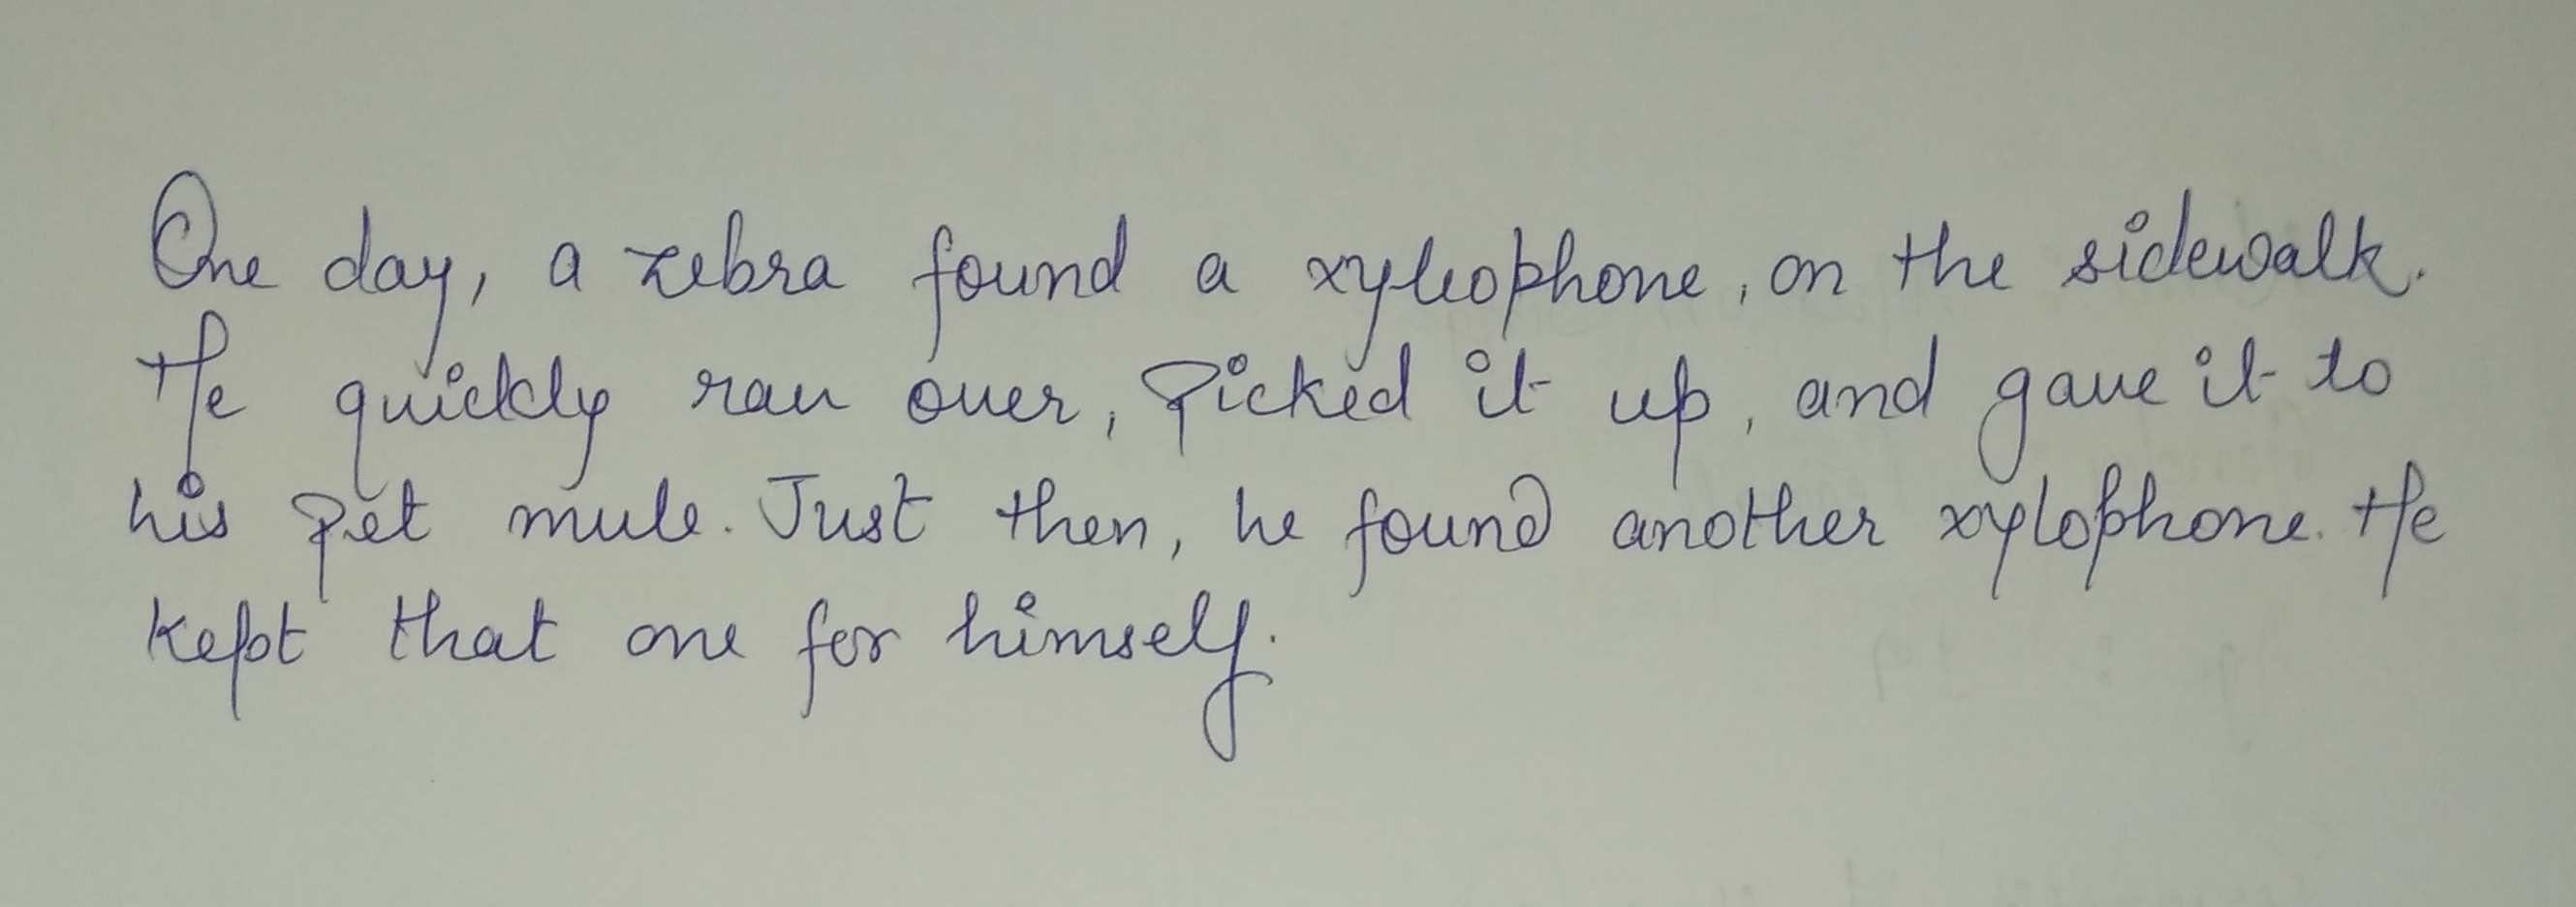 One day, a zebra found a xyleophone, on the sidewalk.
He quickly ran over, picked it up, and gave it to
his pet mule. Just then, he found another xylophone. He
kept that one for himself.